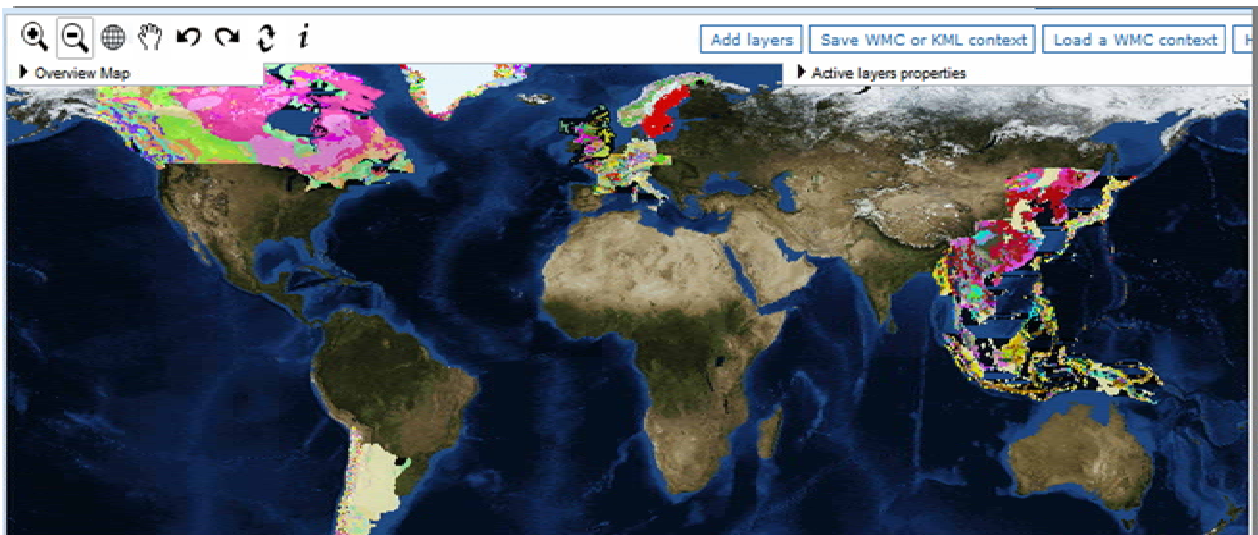 Add layers
Save WMC or KML context
Load a WMC context
Overview Map
Active layers properties